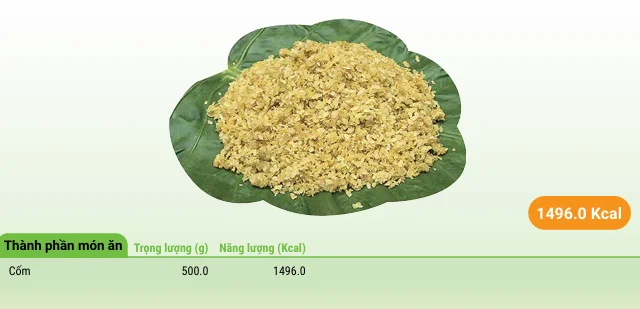 1496.0 Kcal
Thành phần món ăn Trọng lượng (g) Năng lượng (Kcal)
Cốm 500.0 1496.0